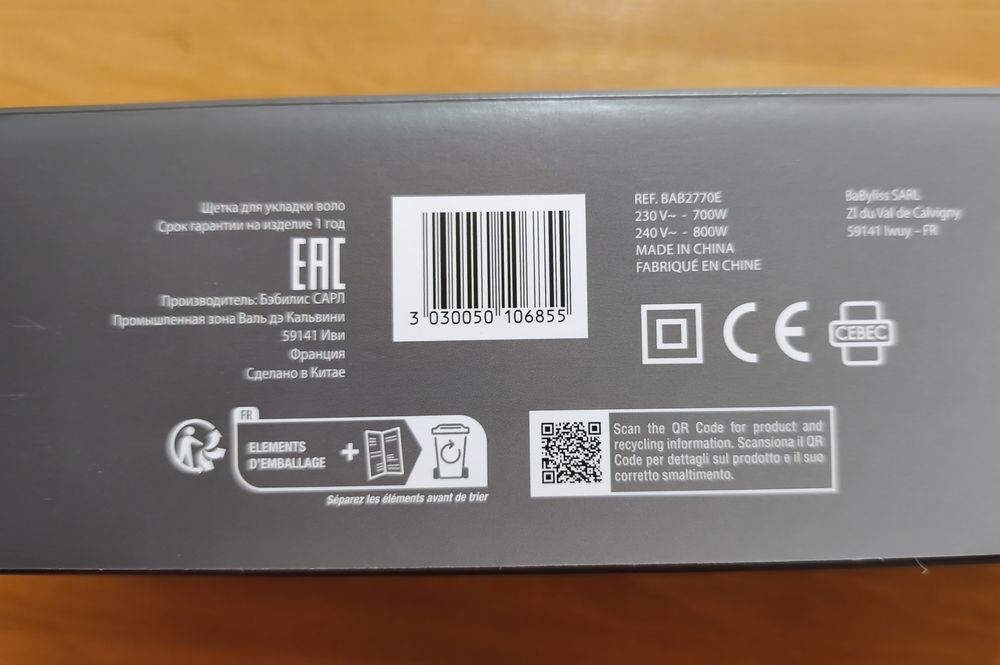 Щетка для укладки воло
Срок гарантии на изделие 1 год
EAC
Производитель: Бэбилис САРЛ
Промышленная зона Валь дэ Кальвини
59141 Иви
Франция
Сделано в Китае
3 030050 106855
REF. BAB2770E
230 V~ - 700W
240 V~ - 800W
MADE IN CHINA
FABRIQUÉ EN CHINE
BaByliss SARL
ZI du Val de Calvigny
59141 Iwuy – FR
CE
CEBEC
FR
ELEMENTS
D'EMBALLAGE
+
Séparez les éléments avant de trier
Scan the QR Code for product and
recycling information. Scansiona il QR
Code per dettagli sul prodotto e il suo
corretto smaltimento.